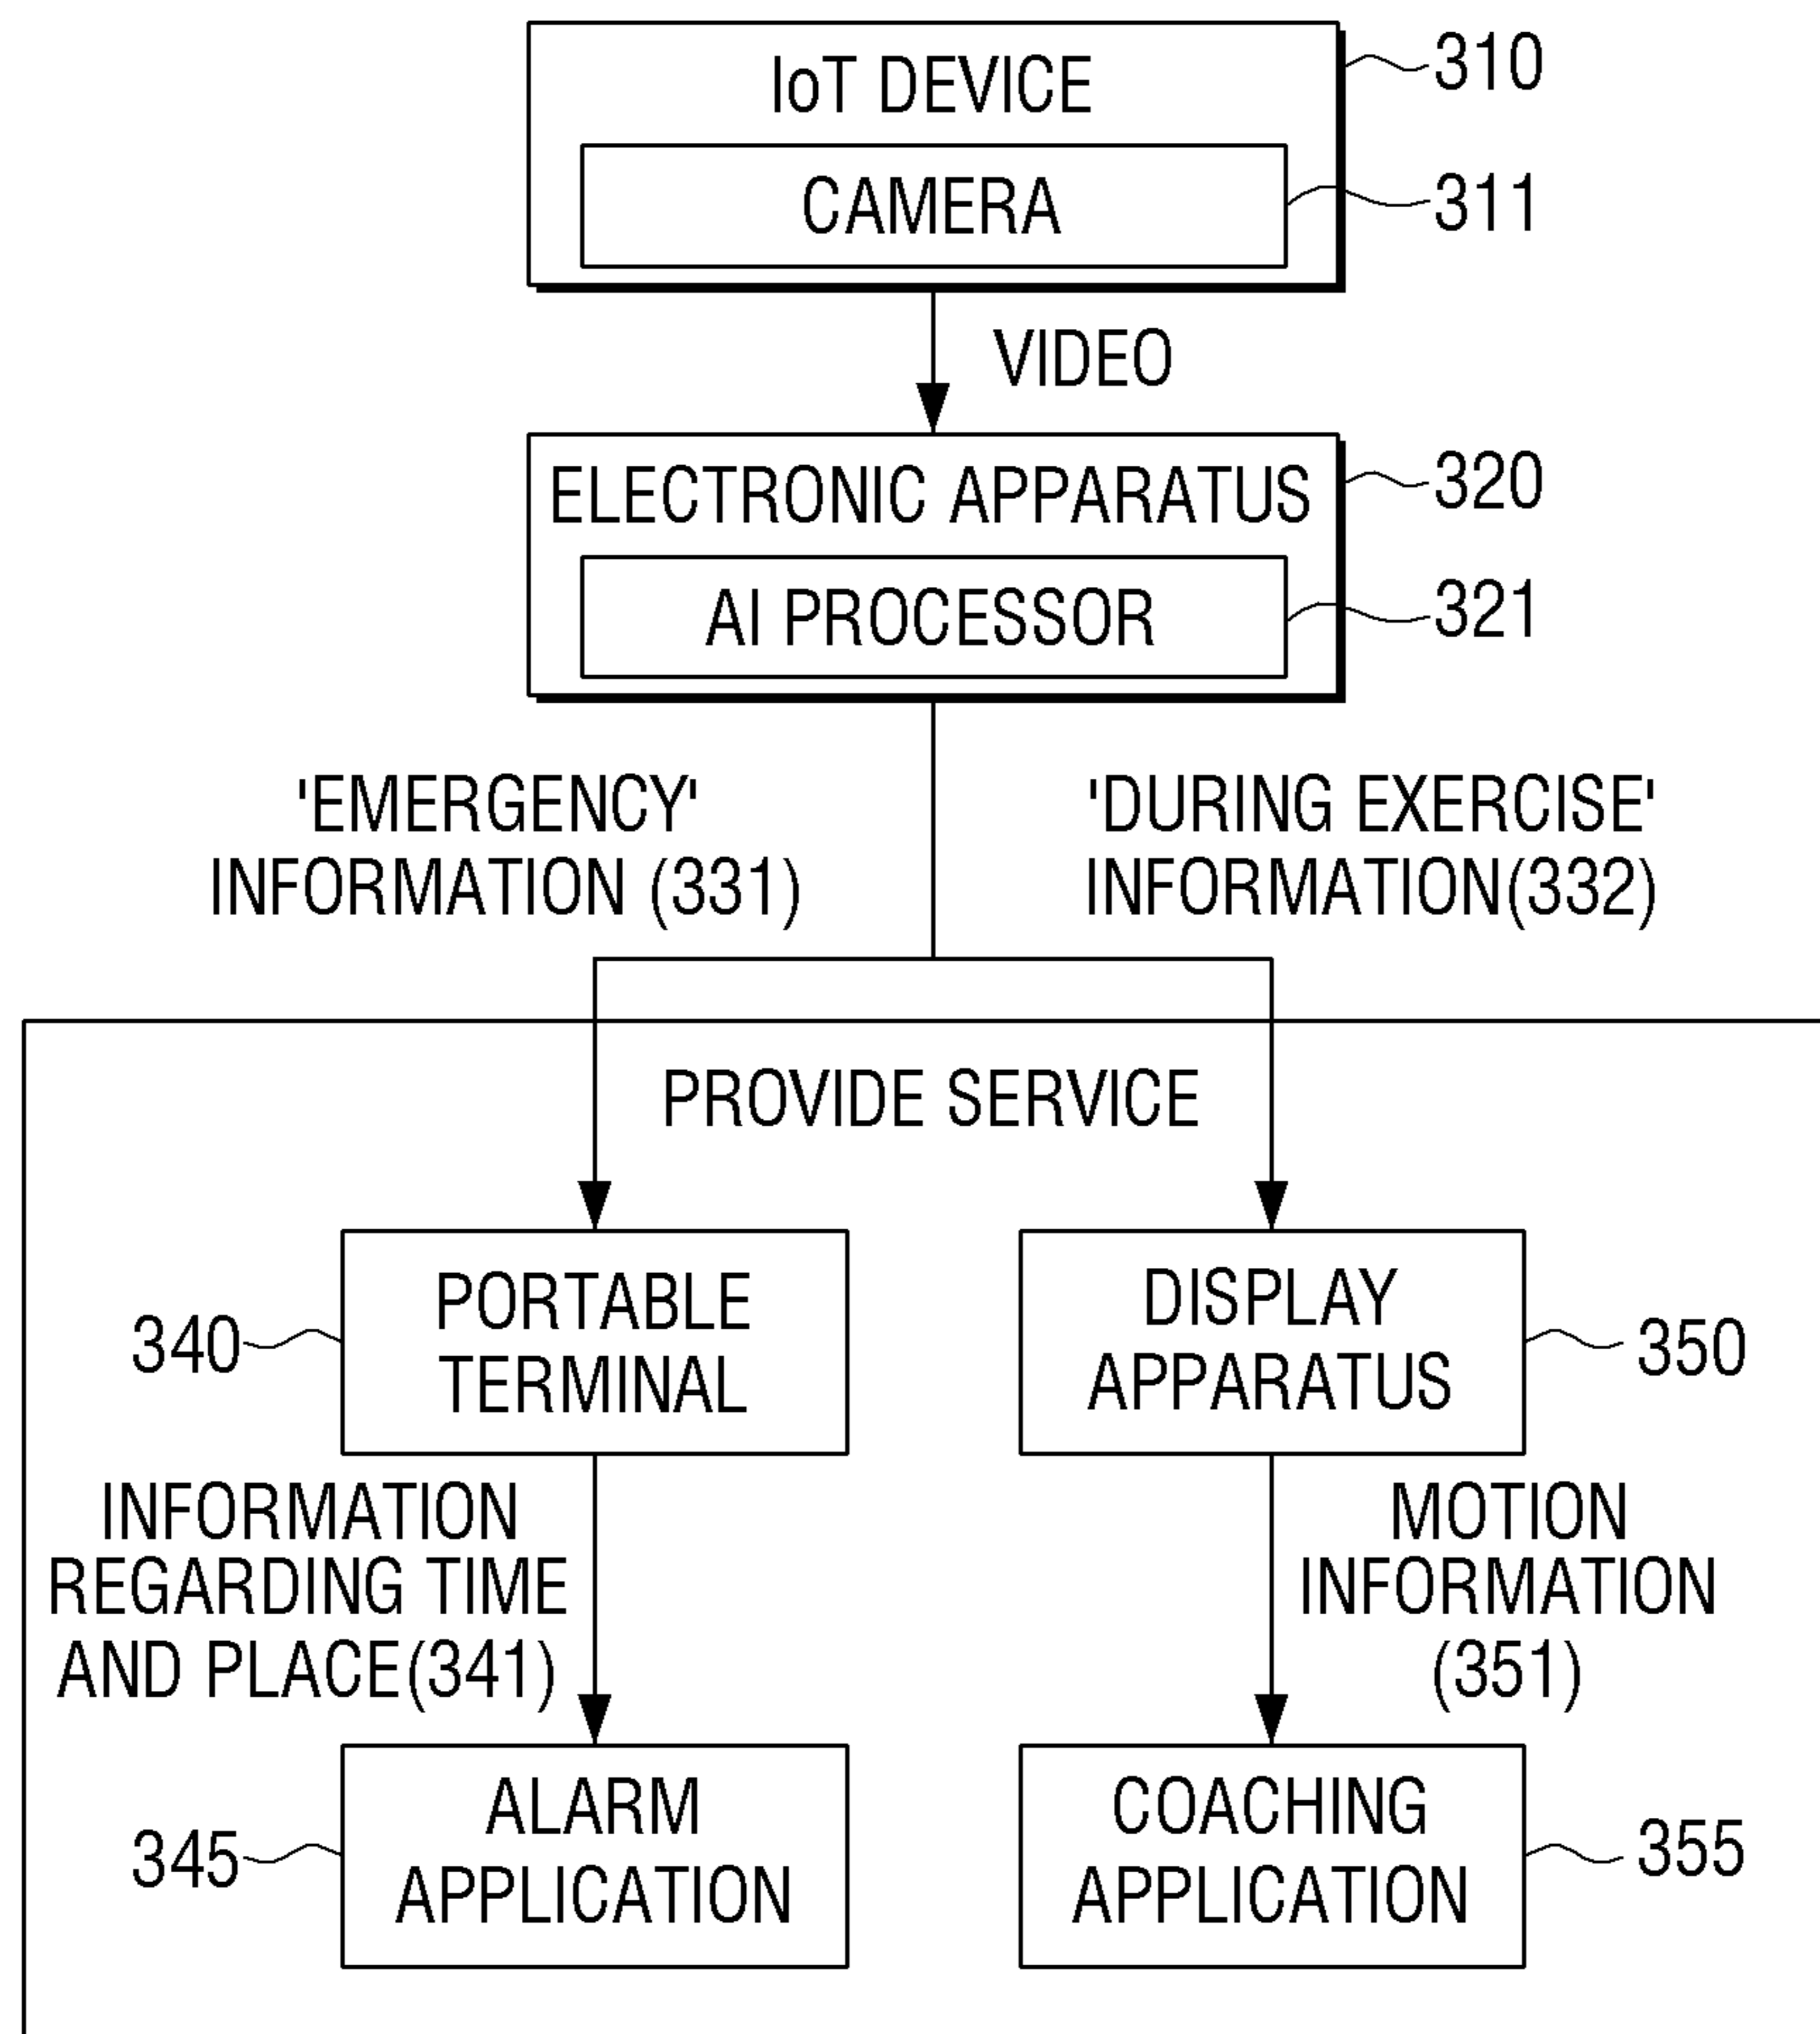 IoT DEVICE
310
CAMERA
311
VIDEO
ELECTRONIC APPARATUS
320
AI PROCESSOR
321
'EMERGENCY'
INFORMATION (331)
'DURING EXERCISE'
INFORMATION(332)
PROVIDE SERVICE
340
PORTABLE
TERMINAL
DISPLAY
APPARATUS
350
INFORMATION
REGARDING TIME
AND PLACE(341)
MOTION
INFORMATION
(351)
345
ALARM
APPLICATION
COACHING
APPLICATION
355